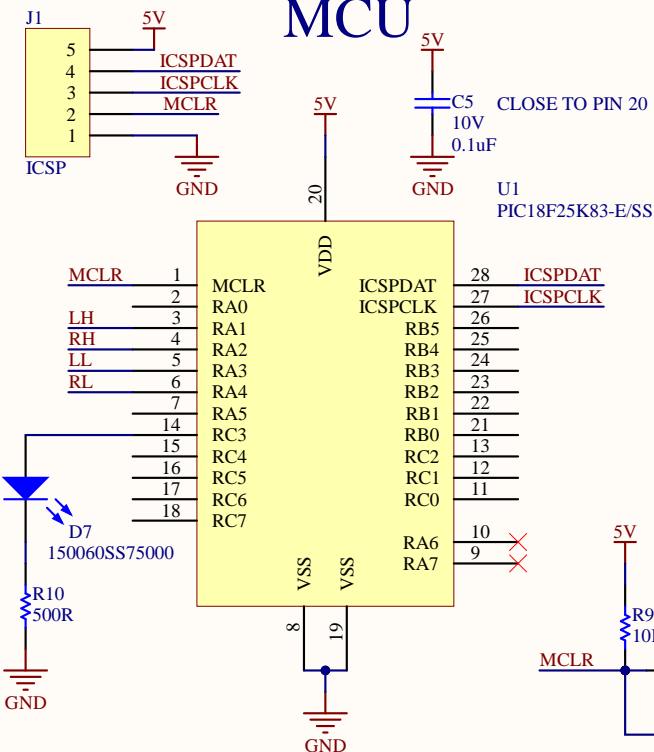 MCU
J1
5V
5
4 ICSPDAT
3 ICSPCLK
2 MCLR
1
ICSP
GND
5V
C5
10V
0.1uF
CLOSE TO PIN 20
GND
5V
20
VDD
U1
PIC18F25K83-E/SS
MCLR 1 MCLR
2 RA0
LH 3 RA1
RH 4 RA2
LL 5 RA3
RL 6 RA4
7 RA5
14 RC3
15 RC4
16 RC5
17 RC6
18 RC7
ICSPDAT 28 ICSPDAT
ICSPCLK 27 ICSPCLK
RB5 26
RB4 25
RB3 24
RB2 23
RB1 22
RB0 21
RC2 13
RC1 12
RC0 11
RA6 10
RA7 9
VSS VSS
8 19
GND
D7
150060SS75000
R10
500R
GND
5V
R9
MCLR